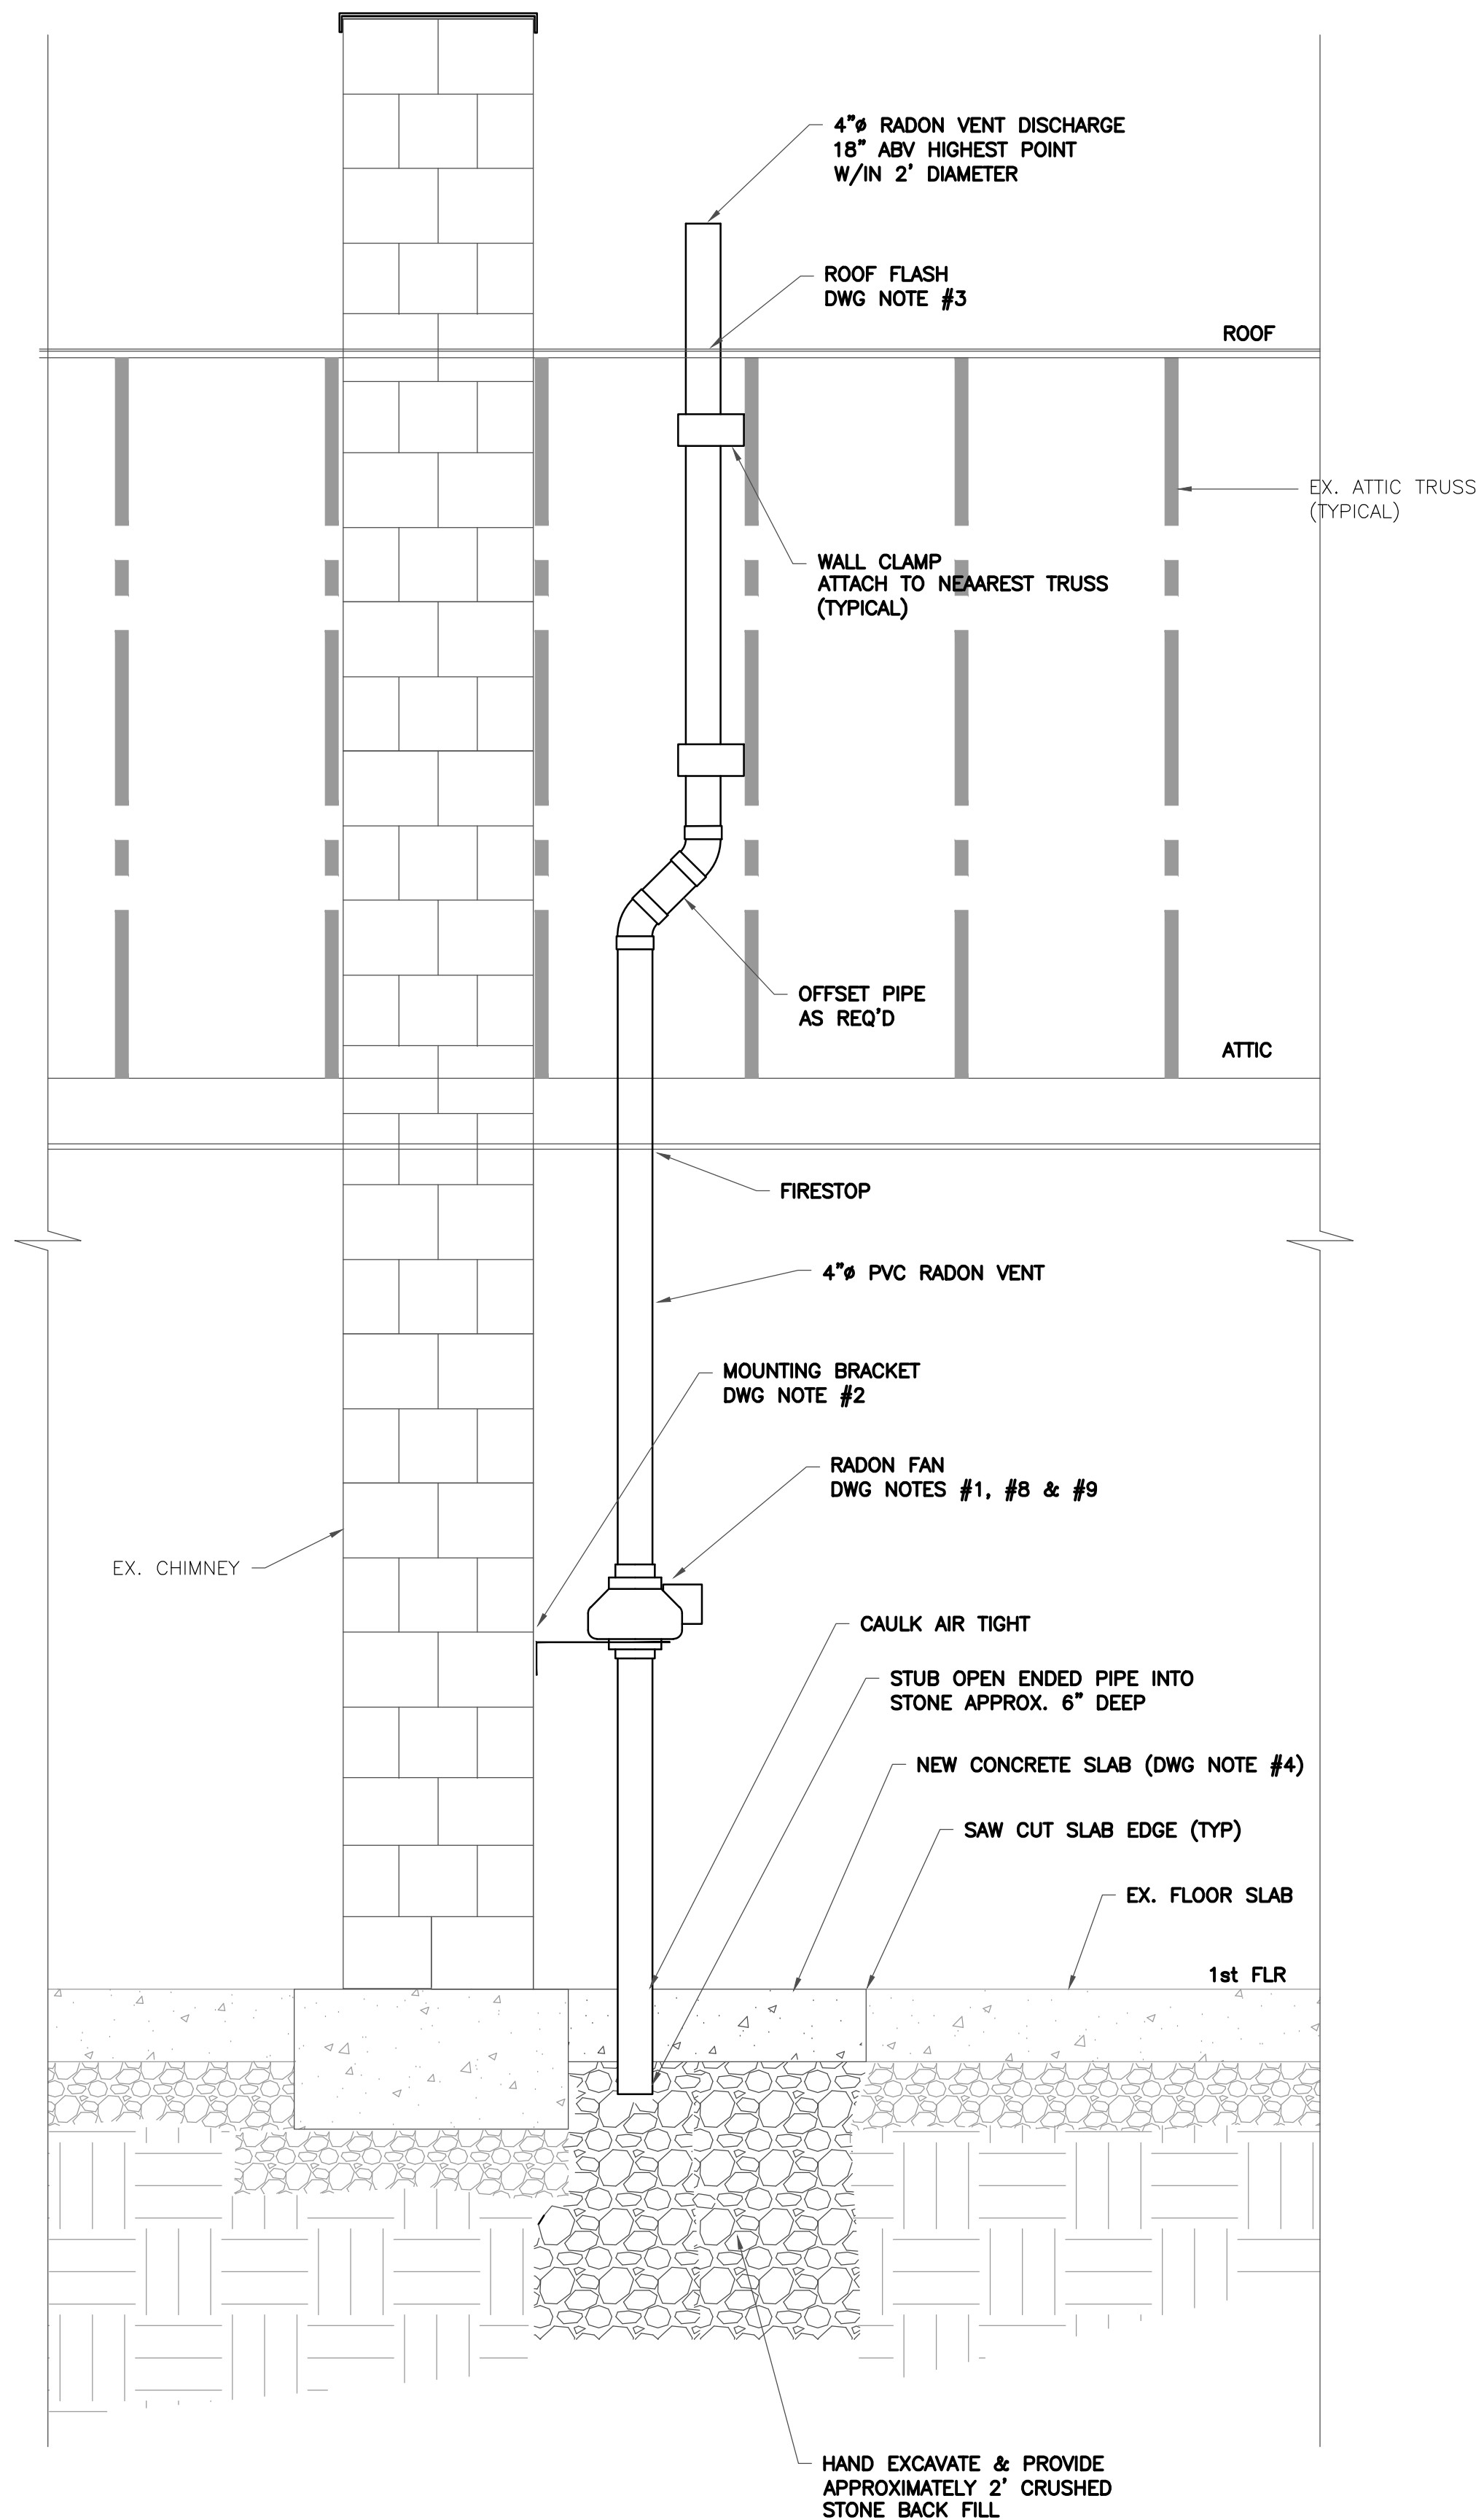 4"ø RADON VENT DISCHARGE
18" ABV HIGHEST POINT
W/IN 2' DIAMETER
ROOF FLASH
DWG NOTE #3
ROOF
EX. ATTIC TRUSS
(TYPICAL)
WALL CLAMP
ATTACH TO NEAAREST TRUSS
(TYPICAL)
OFFSET PIPE
AS REQ'D
ATTIC
FIRESTOP
4"ø PVC RADON VENT
MOUNTING BRACKET
DWG NOTE #2
RADON FAN
DWG NOTES #1, #8 & #9
EX. CHIMNEY
CAULK AIR TIGHT
STUB OPEN ENDED PIPE INTO
STONE APPROX. 6" DEEP
NEW CONCRETE SLAB (DWG NOTE #4)
SAW CUT SLAB EDGE (TYP)
EX. FLOOR SLAB
1st FLR
HAND EXCAVATE & PROVIDE
APPROXIMATELY 2' CRUSHED
STONE BACK FILL